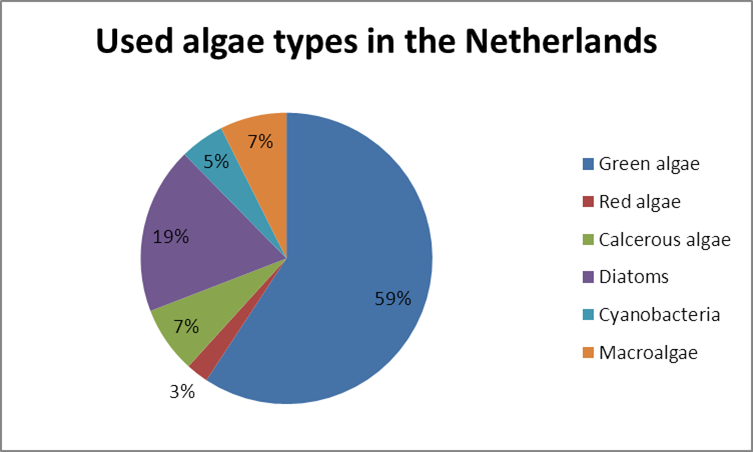 Used algae types in the Netherlands
7%
5%
19%
7%
3%
59%
Green algae
Red algae
Calcerous algae
Diatoms
Cyanobacteria
Macroalgae